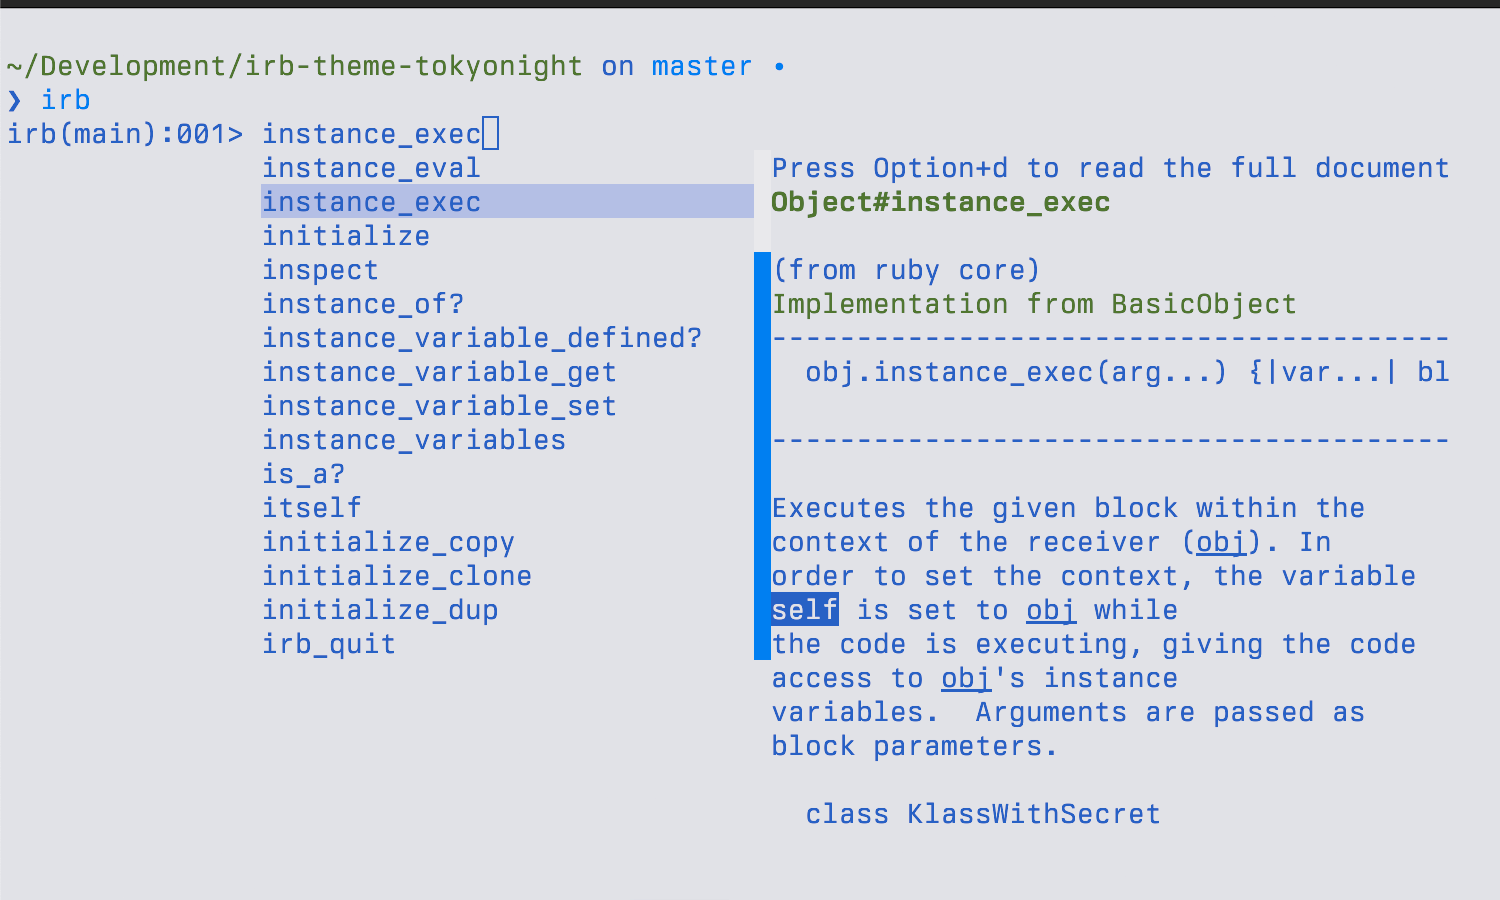 ~/Development/irb-theme-tokyonight on master •
❯ irb
irb(main):001> instance_exec
instance_eval
instance_exec
initialize
inspect
instance_of?
instance_variable_defined?
instance_variable_get
instance_variable_set
instance_variables
is_a?
itself
initialize_copy
initialize_clone
initialize_dup
irb_quit
Press Option+d to read the full document
Object#instance_exec
(from ruby core)
Implementation from BasicObject
----------------------------------------
obj.instance_exec(arg...) {|var...| bl
----------------------------------------
Executes the given block within the
context of the receiver (obj). In
order to set the context, the variable
self is set to obj while
the code is executing, giving the code
access to obj's instance
variables.  Arguments are passed as
block parameters.
class KlassWithSecret